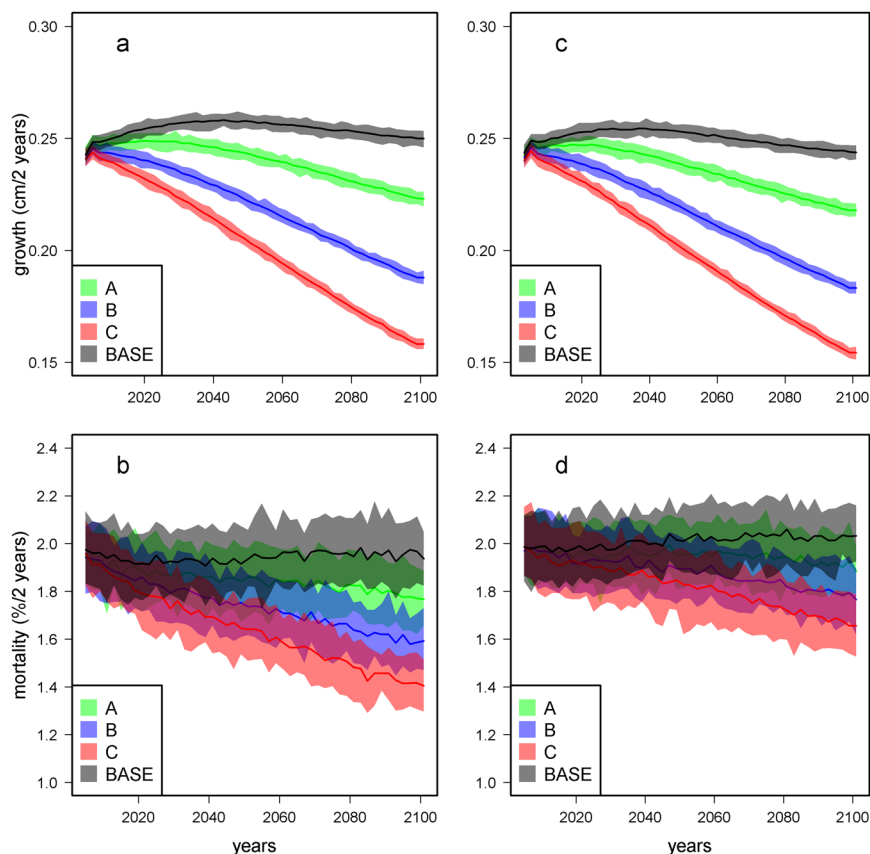 a
c
growth (cm/2 years)
0.30
0.25
0.20
0.15
A
B
C
BASE
2020 2040 2060 2080 2100
0.30
0.25
0.20
0.15
A
B
C
BASE
2020 2040 2060 2080 2100
b
d
mortality (%/2 years)
2.4
2.2
2.0
1.8
1.6
1.4
1.2
1.0
A
B
C
BASE
2020 2040 2060 2080 2100
years
2.4
2.2
2.0
1.8
1.6
1.4
1.2
1.0
A
B
C
BASE
2020 2040 2060 2080 2100
years